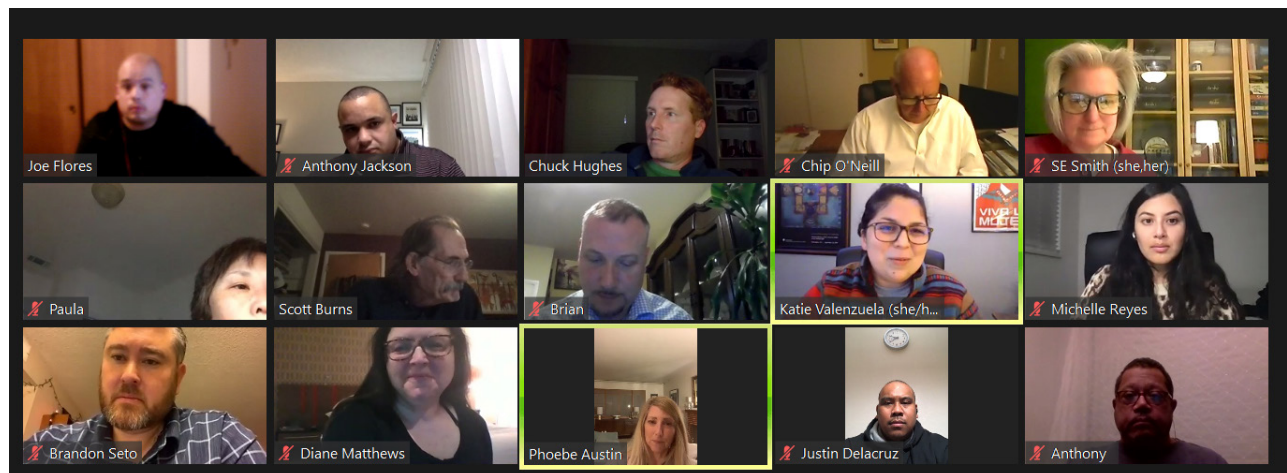 Joe Flores
Anthony Jackson
Chuck Hughes
Chip O'Neill
SE Smith (she,her)
VIVA L
Paula
Scott Burns
Brian
Katie Valenzuela (she/h...
Michelle Reyes
Brandon Seto
Diane Matthews
Phoebe Austin
Justin Delacruz
Anthony